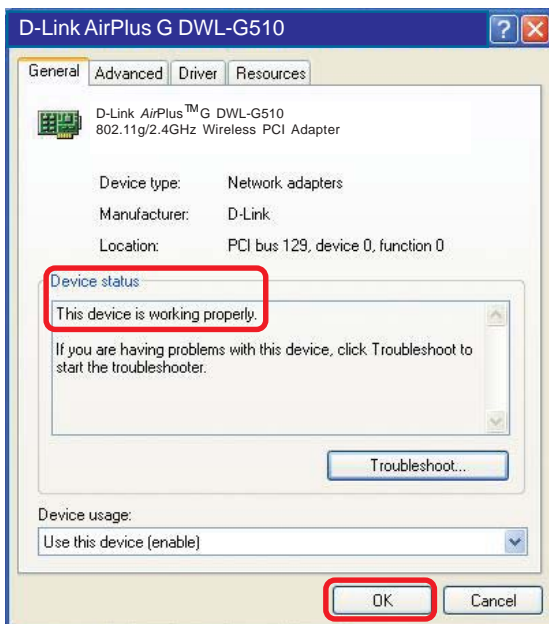 D-Link AirPlus G DWL-G510
General Advanced Driver Resources
D-Link AirPlus™G DWL-G510
802.11g/2.4GHz Wireless PCI Adapter
Device type: Network adapters
Manufacturer: D-Link
Location: PCI bus 129, device 0, function 0
Device status
This device is working properly.
If you are having problems with this device, click Troubleshoot to
start the troubleshooter.
Troubleshoot...
Device usage:
Use this device (enable)
OK Cancel